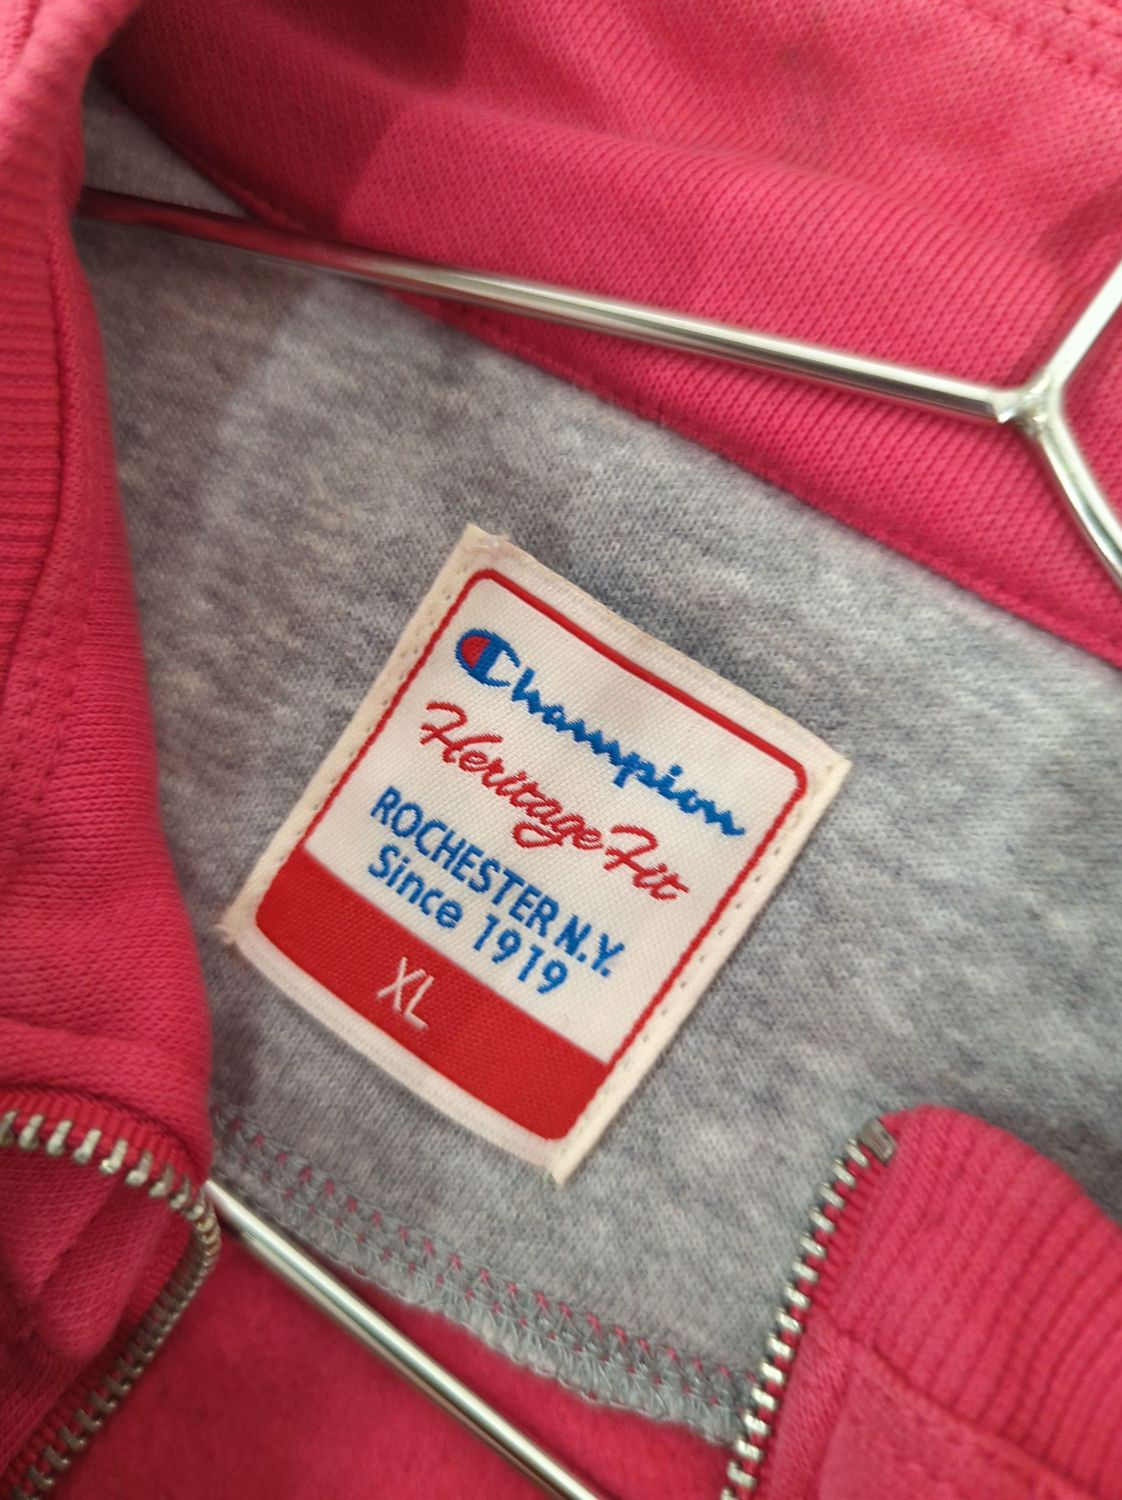 Champion
Heritage Fit
ROCHESTER N.Y.
Since 1919
XL